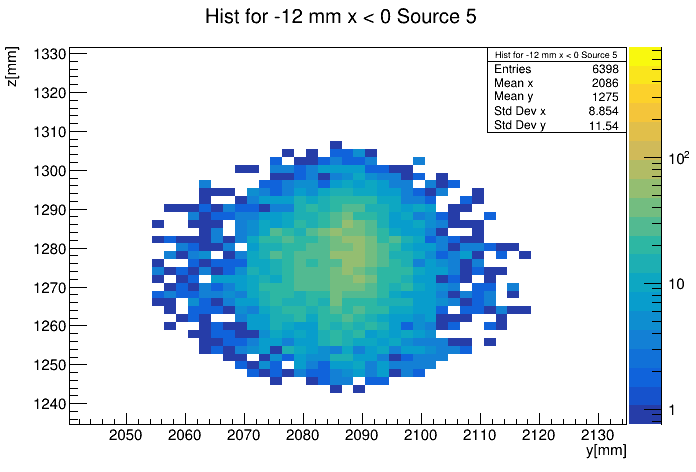 Hist for -12 mm x < 0 Source 5
z[mm]
1330
1320
1310
1300
1290
1280
1270
1260
1250
1240
Hist for -12 mm x < 0 Source 5
Entries 6398
Mean x 2086
Mean y 1275
Std Dev x 8.854
Std Dev y 11.54
10²
10
1
2050 2060 2070 2080 2090 2100 2110 2120 2130
y[mm]